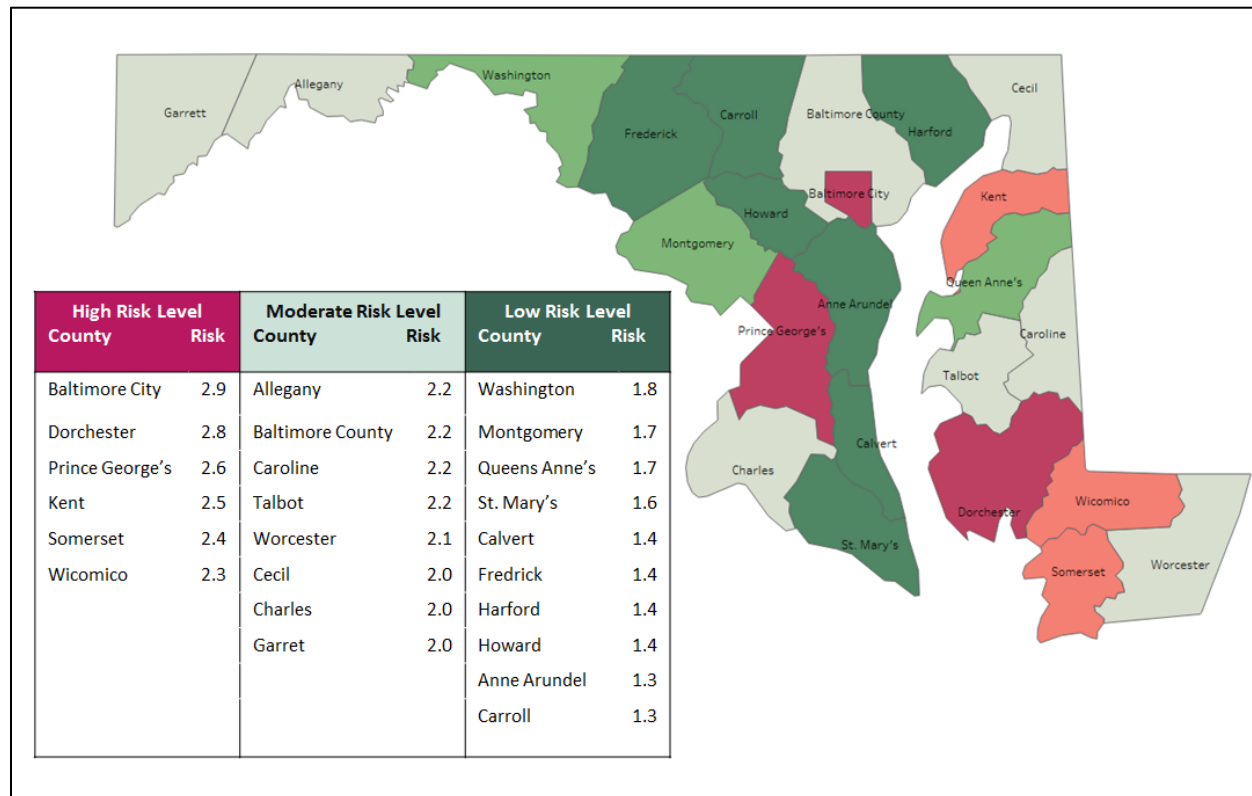 Garrett
Allegany
Washington
Frederick
Carroll
Baltimore County
Harford
Cecil
Baltimore City
Howard
Montgomery
Kent
Queen Anne's
Anne Arundel
Prince George's
Caroline
Talbot
Calvert
Charles
Dorchester
Wicomico
St. Mary's
Somerset
Worcester
High Risk Level Moderate Risk Level Low Risk Level
County Risk County Risk County Risk
Baltimore City 2.9 Allegany 2.2 Washington 1.8
Dorchester 2.8 Baltimore County 2.2 Montgomery 1.7
Prince George’s 2.6 Caroline 2.2 Queens Anne’s 1.7
Kent 2.5 Talbot 2.2 St. Mary’s 1.6
Somerset 2.4 Worcester 2.1 Calvert 1.4
Wicomico 2.3 Cecil 2.0 Fredrick 1.4
Charles 2.0 Harford 1.4
Garret 2.0 Howard 1.4
Anne Arundel 1.3
Carroll 1.3